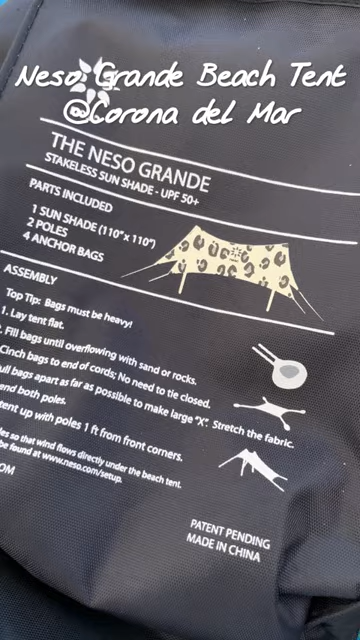 Neso Grande Beach Tent
@Corona del Mar
THE NESO GRANDE
STAKELESS SUN SHADE - UPF 50+
PARTS INCLUDED
1 SUN SHADE (110" x 110")
2 POLES
4 ANCHOR BAGS
ASSEMBLY
Top Tip: Bags must be heavy!
1. Lay tent flat.
. Fill bags until overflowing with sand or rocks.
Cinch bags to end of cords; No need to tie closed.
ull bags apart as far as possible to make large "X". Stretch the fabric.
end both poles.
tent up with poles 1 ft from front corners.
les so that wind flows directly under the beach tent.
be found at www.neso.com/setup.
OM
PATENT PENDING
MADE IN CHINA